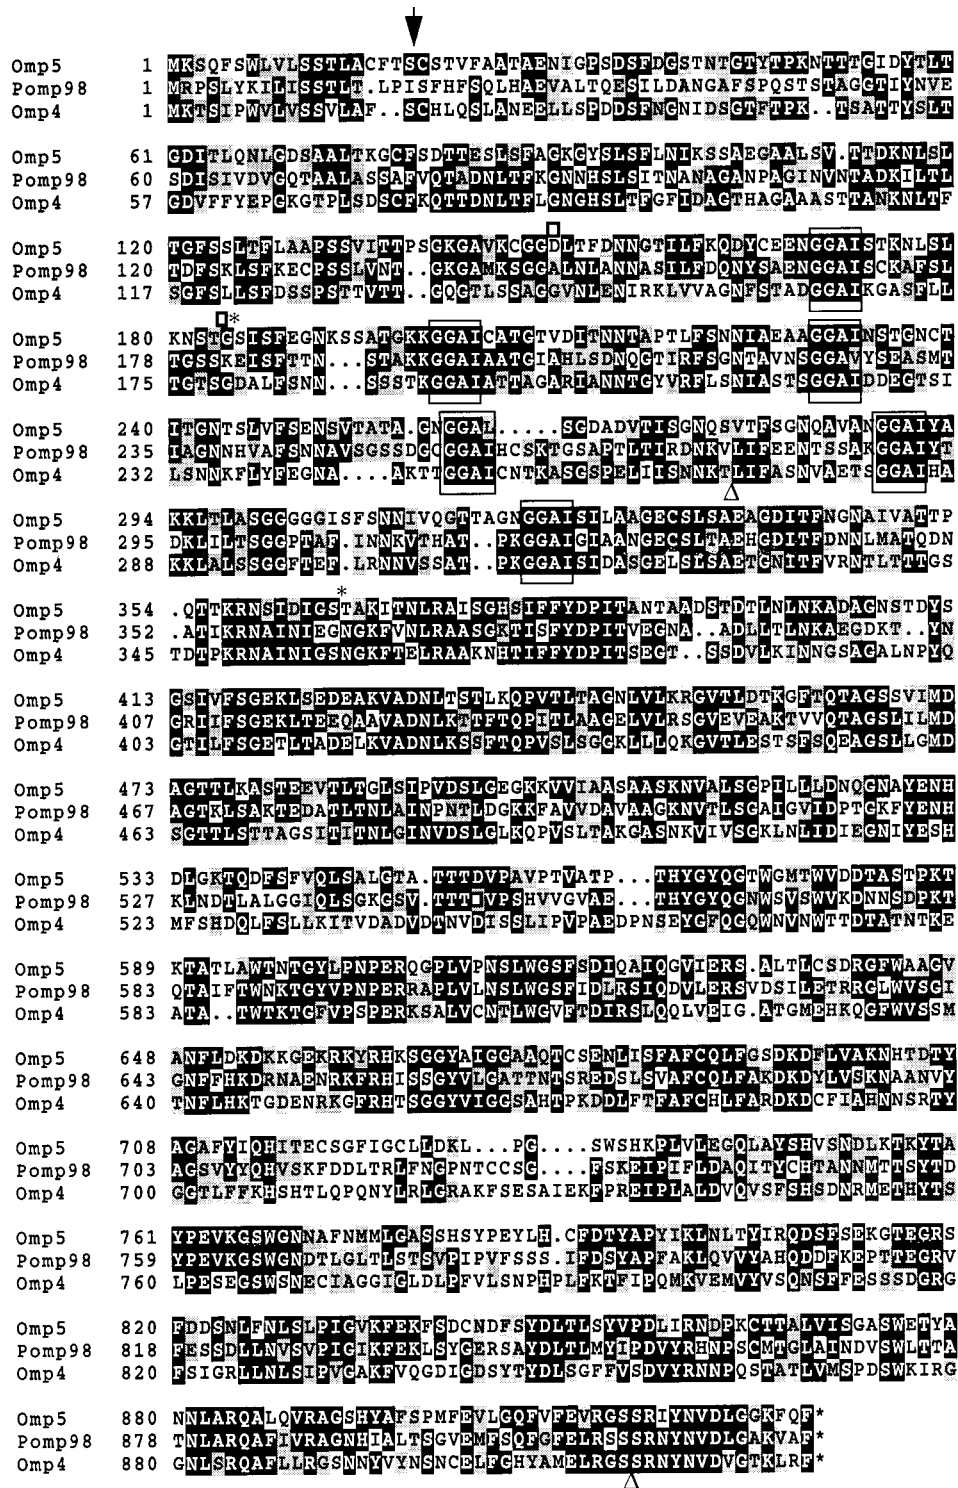 Omp5 1 MKSQFSWLVLSSTLACFTSCSTVFAATAENIGPSDSFDGSTNTGTYTPKNTTTGIDYTLT
Pomp98 1 MRPSLYKILISSTLT.LPISFHFSQLHAEVALTQESILDANGAFSPQSTSTAGGTIYNVE
Omp4 1 MKTSIPWVLVSSVLAF..SCHLQSLANEELLSPDDSFNGNIDSGTFTPK..TSATTYSLT
Omp5 61 GDITLQNLGDSAALTKGCFSDTTESLSFAGKGYSLSFLNIKSSAEGAALSV.TTDKNLSL
Pomp98 60 SDISIVDVGQTAALASSAFVQTADNLTFKGNNHSLSITNANAGANPAGINVNTADKILTL
Omp4 57 GDVFFYEPGKGTPLSDSCFKQTTDNLTFLGNGHSLTFGFIDAGTHAGAAASTTANKNLTF
Omp5 120 TGFSSLTFLAAPSSVITTPSGKGAVKCGGDLTFDNNGTILFKQDYCEENGGAISTKNLSL
Pomp98 120 TDFSKLSFKECPSSLVNT..GKGAMKSGGALNLANNASILFDQNYSAENGGAISCKAFSL
Omp4 117 SGFSLLSFDSSPSTTVTT..GQGTLSSAGGVNLENIRKLVVAGNFSTADGGAIKGASFLL
*
Omp5 180 KNSTGSISFEGNKSSATGKKGGAICATGTVDITNNTAPTLFSNNIAEAAGGAINSTGNCT
Pomp98 178 TGSSKEISFTTN...STAKKGGAIAATGIAHLSDNQGTIRFSGNTAVNSGGAVYSEASMT
Omp4 175 TGTSGDALFSNN...SSSTKGGAIATTAGARIANNTGYVRFLSNIASTSGGAIDDEGTSI
Omp5 240 ITGNTSLVFSENSVTATA.GNGGAL.....SGDADVTISGNQSVTFSGNQAVANGGAIYA
Pomp98 235 IAGNNHVAFSNNAVSGSSDGCGGAIHCSKTGSAPTLTIRDNKVLIFEENTSSAKGGAIYT
Omp4 232 LSNNKFLYFEGNA....AKTTGGAICNTKASGSPELIISNNKTLIFASNVAETSGGAIHA
Omp5 294 KKLTLASGGGGGISFSNNIVQGTTAGNGGAISILAAGECSLSAEAGDITFNGNAIVATTP
Pomp98 295 DKLILTSGGPTAF.INNKVTHAT..PKGGAIGIAANGECSLTAEHGDITFDNNLMATQDN
Omp4 288 KKLALSSGGFTEF.LRNNVSSAT..PKGGAISIDASGELSLSAETGNITFVRNTLTTTGS
*
Omp5 354 .QTTKRNSIDIGSTAKITNLRAISGHSIFFYDPITANTAADSTDTLNLNKADAGNSTDYS
Pomp98 352 .ATIKRNAINIEGNGKFVNLRAASGKTISFYDPITVEGNA..ADLLTLNKAEGDKT..YN
Omp4 345 TDTPKRNAINIGSNGKFTELRAAKNHTIFFYDPITSEGT..SSDVLKINNGSAGALNPYQ
Omp5 413 GSIVFSGEKLSEDEAKVADNLTSTLKQPVTLTAGNLVLKRGVTLDTKGFTQTAGSSVIMD
Pomp98 407 GRIIFSGEKLTEEQAAVADNLKTTFTQPITLAAGELVLRSGVEVEAKTVVQTAGSLILMD
Omp4 403 GTILFSGETLTADELKVADNLKSSFTQPVSLSGGKLLLQKGVTLESTSFSQEAGSLLGMD
Omp5 473 AGTTLKASTEEVTLTGLSIPVDSLGEGKKVVIAASAASKNVALSGPILLLDNQGNAYENH
Pomp98 467 AGTKLSAKTEDATLTNLAINPNTLDGKKFAVVDAVAAGKNVTLSGAIGVIDPTGKFYENH
Omp4 463 SGTTLSTTAGSITITNLGINVDSLGLKQPVSLTAKGASNKVIVSGKLNLIDIEGNIYESH
Omp5 533 DLGKTQDFSFVQLSALGTA.TTTDVPAVPTVATP...THYGYQGTWGMTWVDDTASTPKT
Pomp98 527 KLNDTLALGGIQLSGKGSV.TTTDVPSHVVGVAE...THYGYQGNWSVSWVKDNNSDPKT
Omp4 523 MFSHDQLFSLLKITVDADVDTNVDISSLIPVPAEDPNSEYGFQGQWNVNWTTDTATNTKE
Omp5 589 KTATLAWTNTGYLPNPERQGPLVPNSLWGSFSDIQAIQGVIERS.ALTLCSDRGFWAAGV
Pomp98 583 QTAIFTWNKTGYVPNPERRAPLVLNSLWGSFIDLRSIQDVLERSVDSILETRRGLWVSGI
Omp4 583 ATA..TWTKTGFVPSPERKSALVCNTLWGVFTDIRSLQQLVEIG.ATGMEHKQGFWVSSM
Omp5 648 ANFLDKDKKGEKRKYRHKSGGYAIGGAAQTCSENLISFAFCQLFGSDKDFLVAKNHTDTY
Pomp98 643 GNFFHKDRNAENRKFRHISSGYVLGATTNTSREDSLSVAFCQLFAKDKDYLVSKNAANVY
Omp4 640 TNFLHKTGDENRKGFRHTSGGYVIGGSAHTPKDDLFTFAFCHLFARDKDCFIAHNNSRTY
Omp5 708 AGAFYIQHITECSGFIGCLLDKL...PG....SWSHKPLVLEGQLAYSHVSNDLKTKYTA
Pomp98 703 AGSVYYQHVSKFDDLTRLFNGPNTCCSG....FSKEIPIFLDAQITYCHTANNMTTSYTD
Omp4 700 GGTLFFKHSHTLQPQNYLRLGRAKFSESAIEKFPREIPLALDVQVSFSHSDNRMETHYTS
Omp5 761 YPEVKGSWGNNAFNMMLGASSHSYPEYLH.CFDTYAPYIKLNLTYIRQDSFSEKGTEGRS
Pomp98 759 YPEVKGSWGNDTLGLTLSTSVPIPVFSSS.IFDSYAPFAKLQVVYAHQDDFKEPTTEGRV
Omp4 760 LPESEGSWSNECIAGGIGLDLPFVLSNPHPLFKTFIPQMKVEMVYVSQNSFFESSSDGRG
Omp5 820 FDDSNLFNLSLPIGVKFEKFSDCNDFSYDLTLSYVPDLIRNDPKCTTALVISGASWETYA
Pomp98 818 FESSDLLNVSVPIGIKFEKLSYGERSAYDLTLMYIPDVYRHNPSCMTGLAINDVSWLTTA
Omp4 820 FSIGRLLNLSIPVGAKFVQGDIGDSYTYDLSGFFVSDVYRNNPQSTATLVMSPDSWKIRG
Omp5 880 NNLARQALQVRAGSHYAFSPMFEVLGQFVFEVRGSSRIYNVDLGGKFQF*
Pomp98 878 TNLARQAFIVRAGNHIALTSGVEMFSQFGFELRSSSRNYNVDLGAKVAF*
Omp4 880 GNLSRQAFLLRGSNNYVYNSNCELFGHYAMELRGSSRNYNVDVGTKLRF*